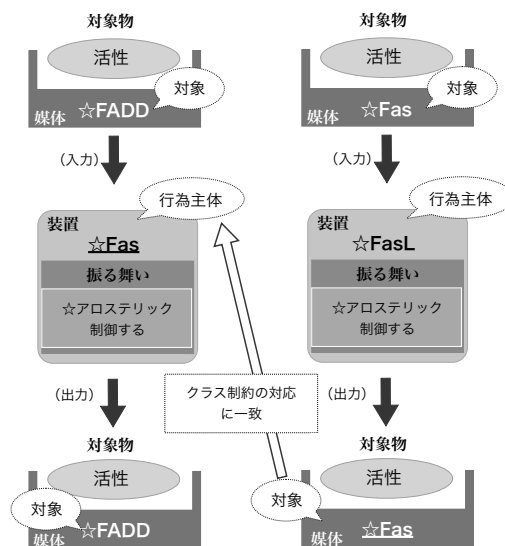 対象物
活性
対象
媒体
☆FADD
(入力)
行為主体
装置
☆Fas
振る舞い
☆アロステリック
制御する
(出力)
対象物
活性
対象
媒体
☆FADD
対象物
活性
対象
媒体
☆Fas
(入力)
行為主体
装置
☆FasL
振る舞い
☆アロステリック
制御する
クラス制約の対応
に一致
(出力)
対象物
活性
対象
媒体
☆Fas